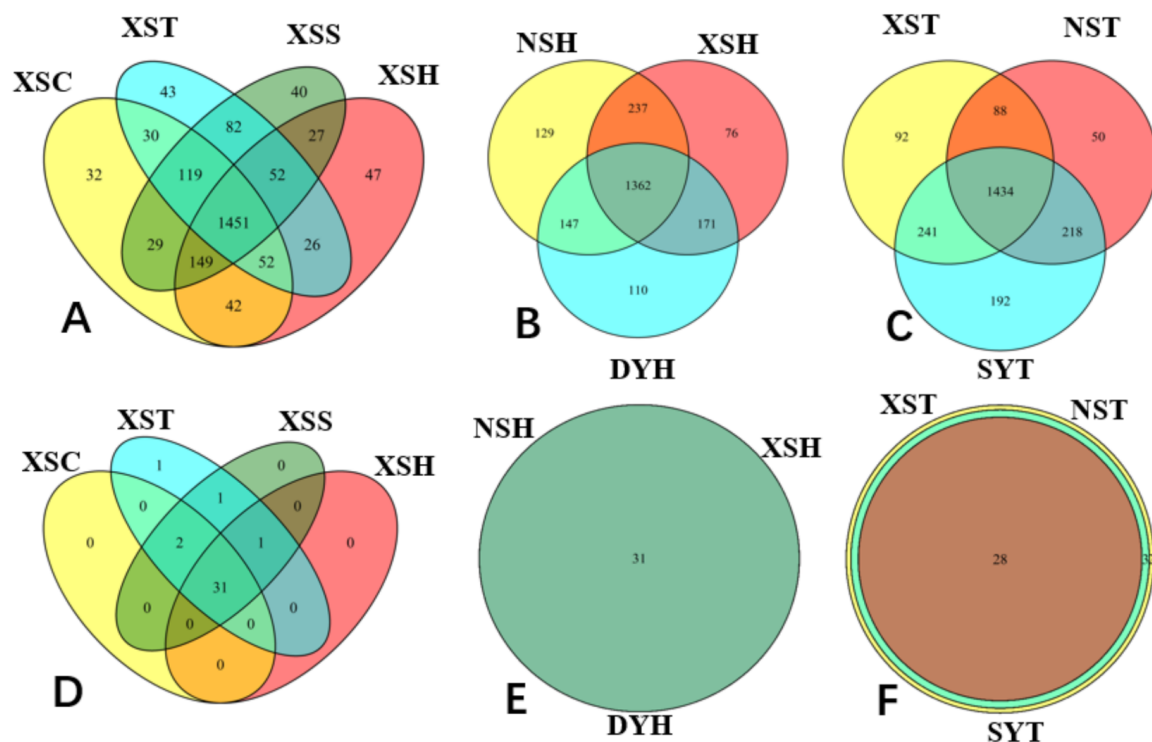 XST XSS
XSC XSH
43 40
30 82 27
32 119 52 47
1451
29 149 52 26
42
A
NSH XSH
237
129 76
1362
147 171
110
B
DYH
XST NST
88
92 50
1434
241 218
192
C
SYT
XST XSS
XSC XSH
1 0
0 1 0
0 2 1 0
31
0 0 0 0
0
D
NSH XSH
31
E
DYH
XST NST
28
F
SYT